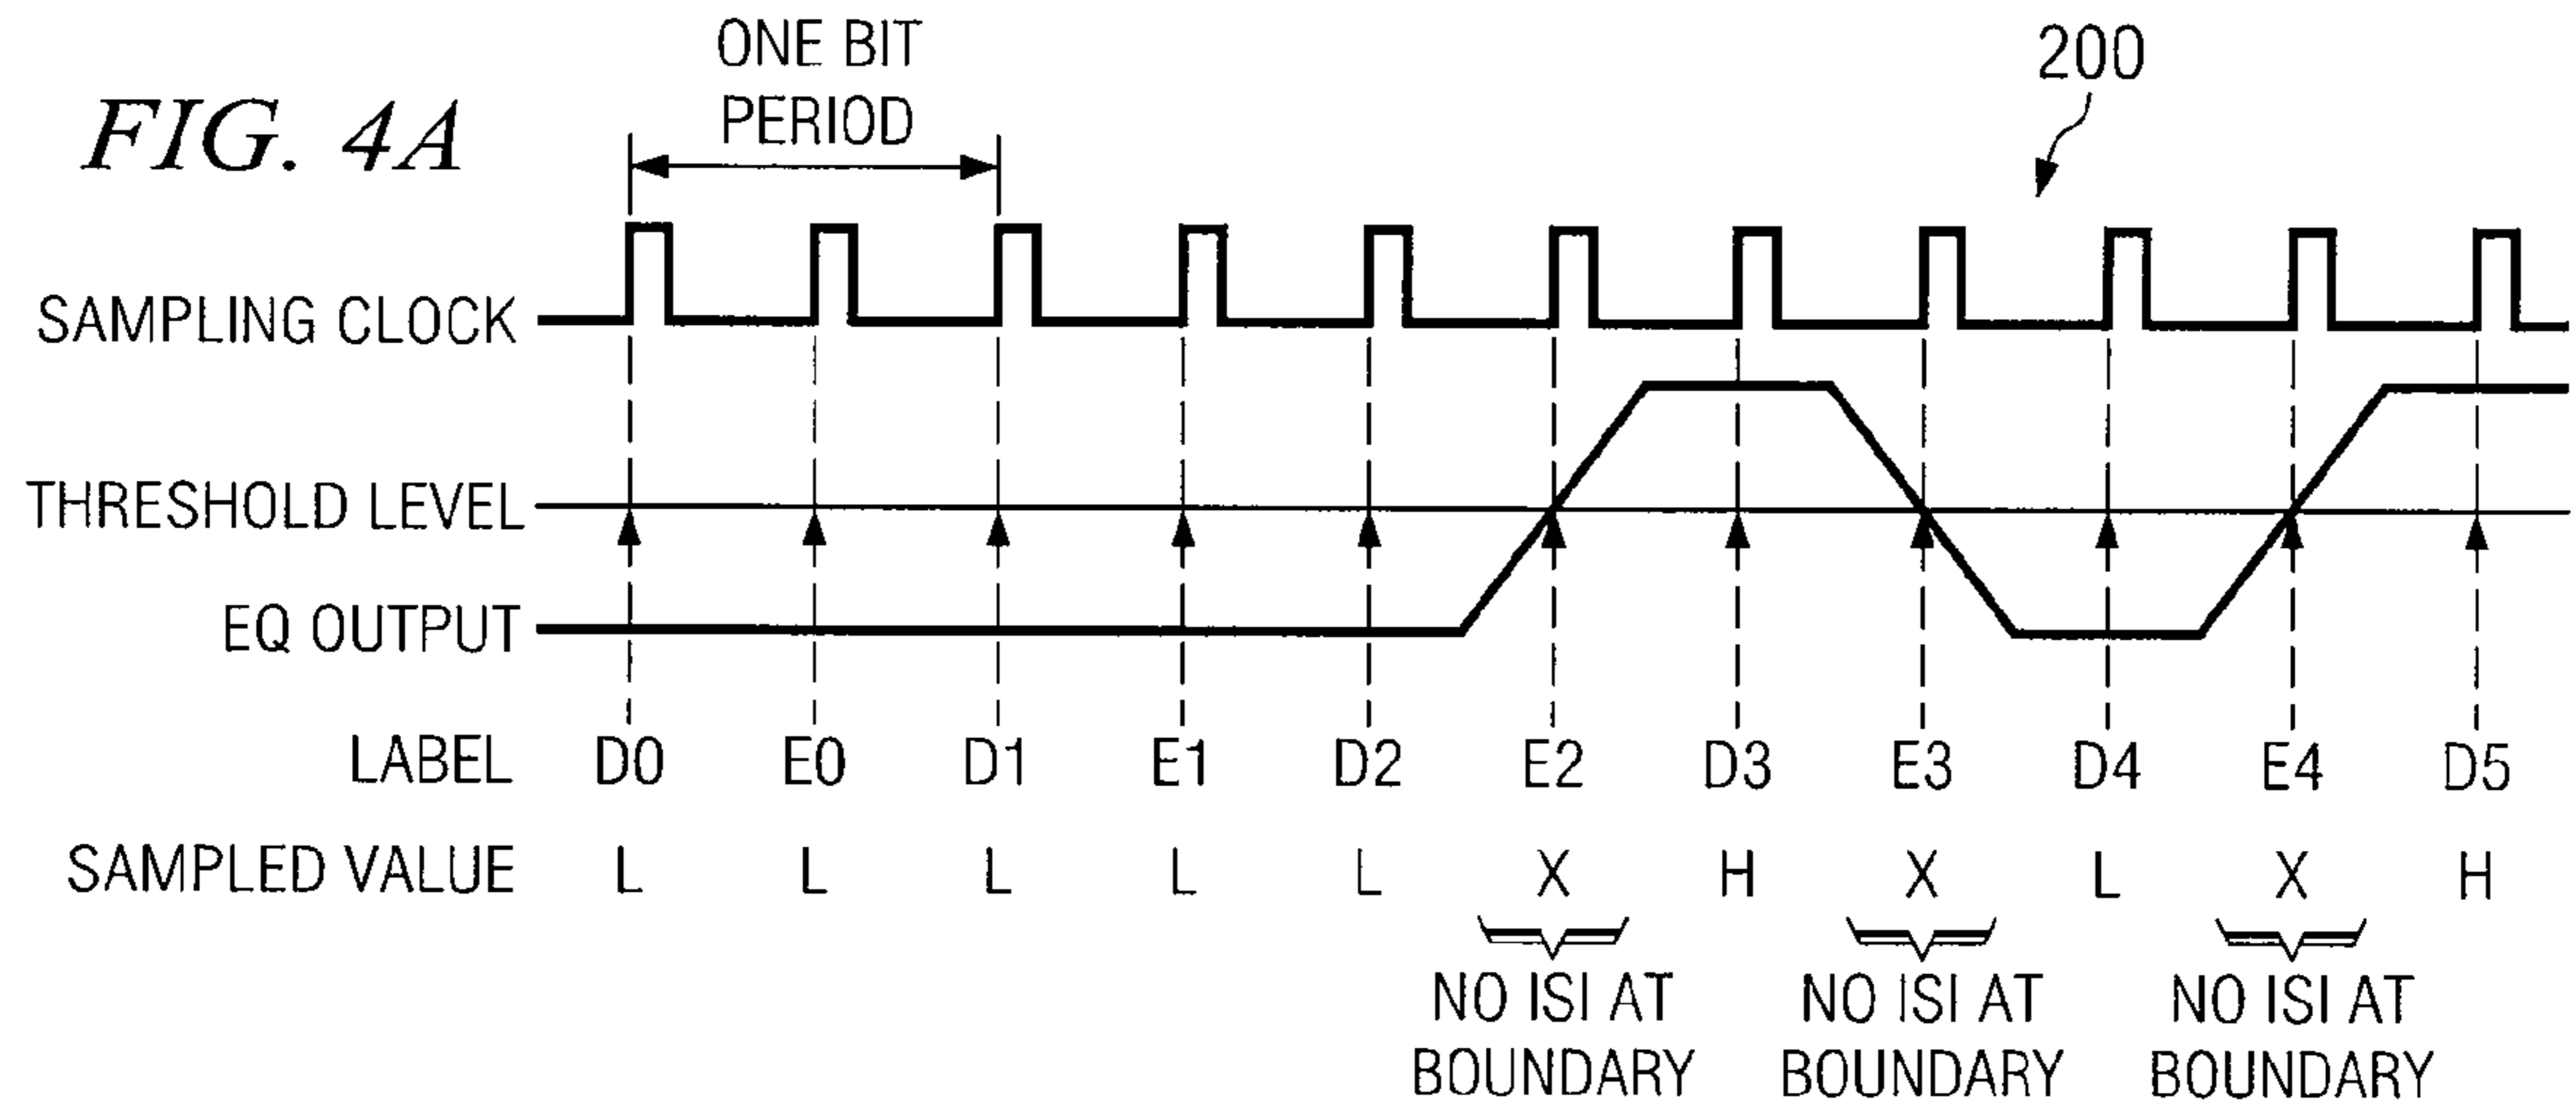 FIG. 4A
ONE BIT
PERIOD
200
SAMPLING CLOCK
THRESHOLD LEVEL
EQ OUTPUT
LABEL D0 E0 D1 E1 D2 E2 D3 E3 D4 E4 D5
SAMPLED VALUE L L L L L X H X L X H
NO ISI AT NO ISI AT NO ISI AT
BOUNDARY BOUNDARY BOUNDARY